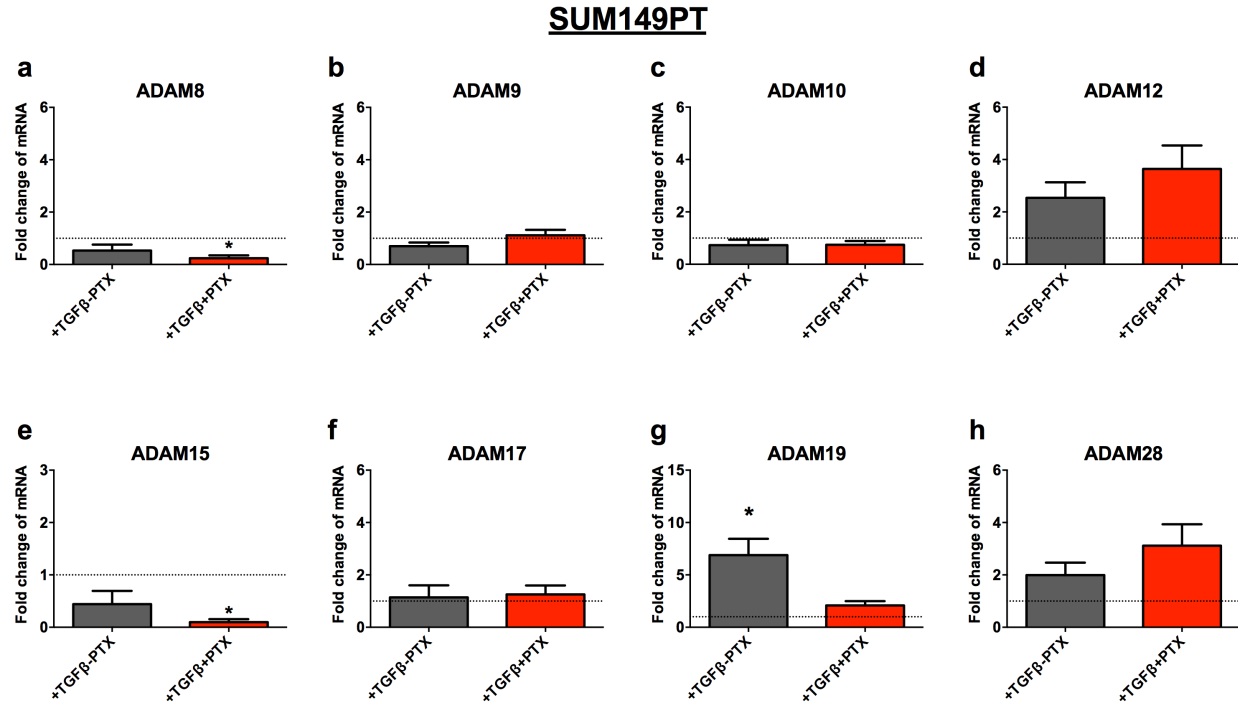 SUM149PT
a
ADAM8
Fold change of mRNA
6
4
2
0
*
+TGFβ-PTX
+TGFβ+PTX
b
ADAM9
Fold change of mRNA
6
4
2
0
+TGFβ-PTX
+TGFβ+PTX
c
ADAM10
Fold change of mRNA
6
4
2
0
+TGFβ-PTX
+TGFβ+PTX
d
ADAM12
Fold change of mRNA
6
4
2
0
+TGFβ-PTX
+TGFβ+PTX
e
ADAM15
Fold change of mRNA
3
2
1
0
*
+TGFβ-PTX
+TGFβ+PTX
f
ADAM17
Fold change of mRNA
6
4
2
0
+TGFβ-PTX
+TGFβ+PTX
g
ADAM19
Fold change of mRNA
15
10
5
0
*
+TGFβ-PTX
+TGFβ+PTX
h
ADAM28
Fold change of mRNA
6
4
2
0
+TGFβ-PTX
+TGFβ+PTX